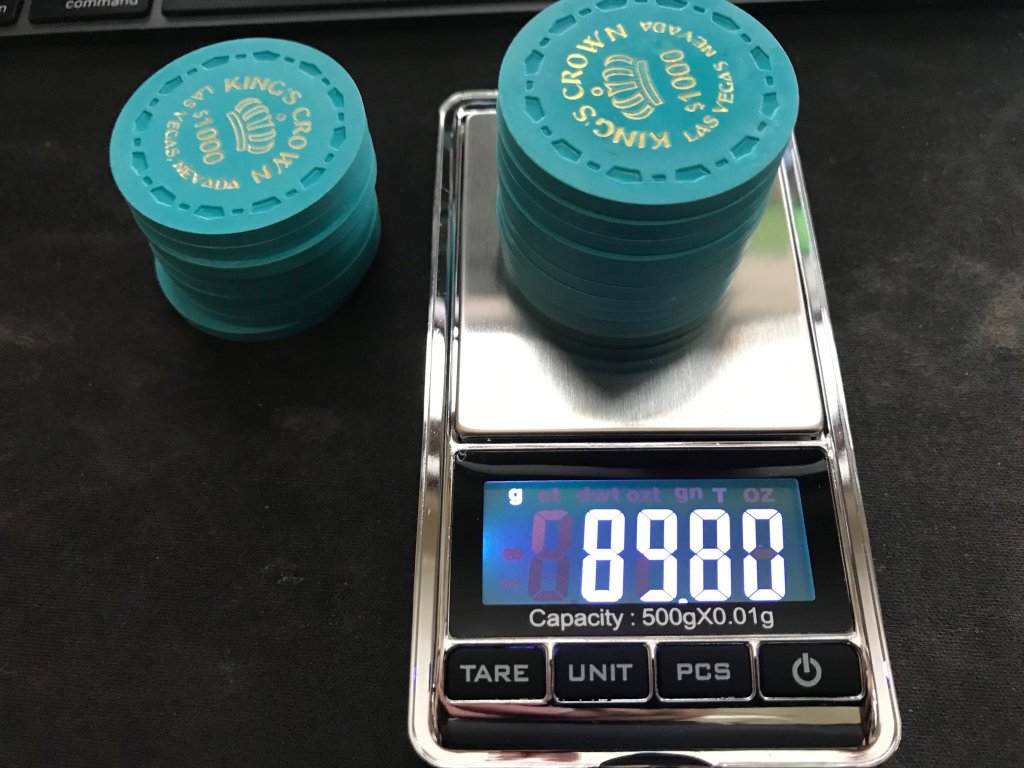 command
KING'S CROWN
$1000
LAS VEGAS, NEVADA
KING'S CROWN
$1000
LAS VEGAS NEVADA
g ct dwt ozt gn T OZ
89.80
Capacity : 500gX0.01g
TARE UNIT PCS